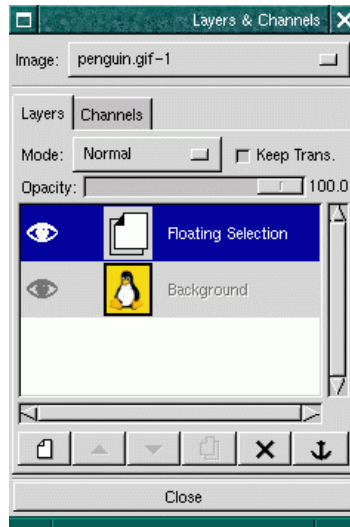 Layers & Channels
Image: penguin.gif-1
Layers Channels
Mode: Normal Keep Trans.
Opacity: 100.0
Floating Selection
Background
Close